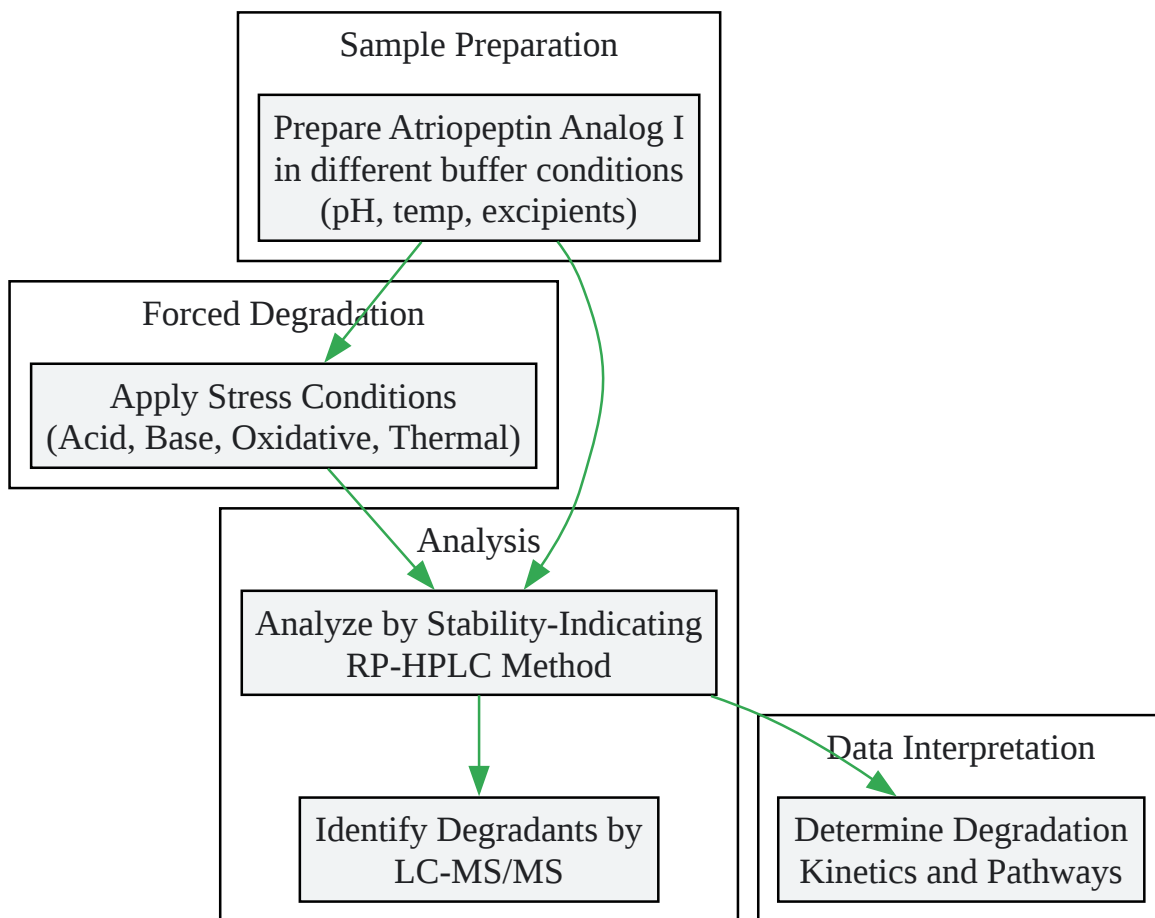 Sample Preparation
Prepare Atriopeptin Analog I
in different buffer conditions
(pH, temp, excipients)
Forced Degradation
Apply Stress Conditions
(Acid, Base, Oxidative, Thermal)
Analysis
Analyze by Stability-Indicating
RP-HPLC Method
Identify Degradants by
LC-MS/MS
Data Interpretation
Determine Degradation
Kinetics and Pathways